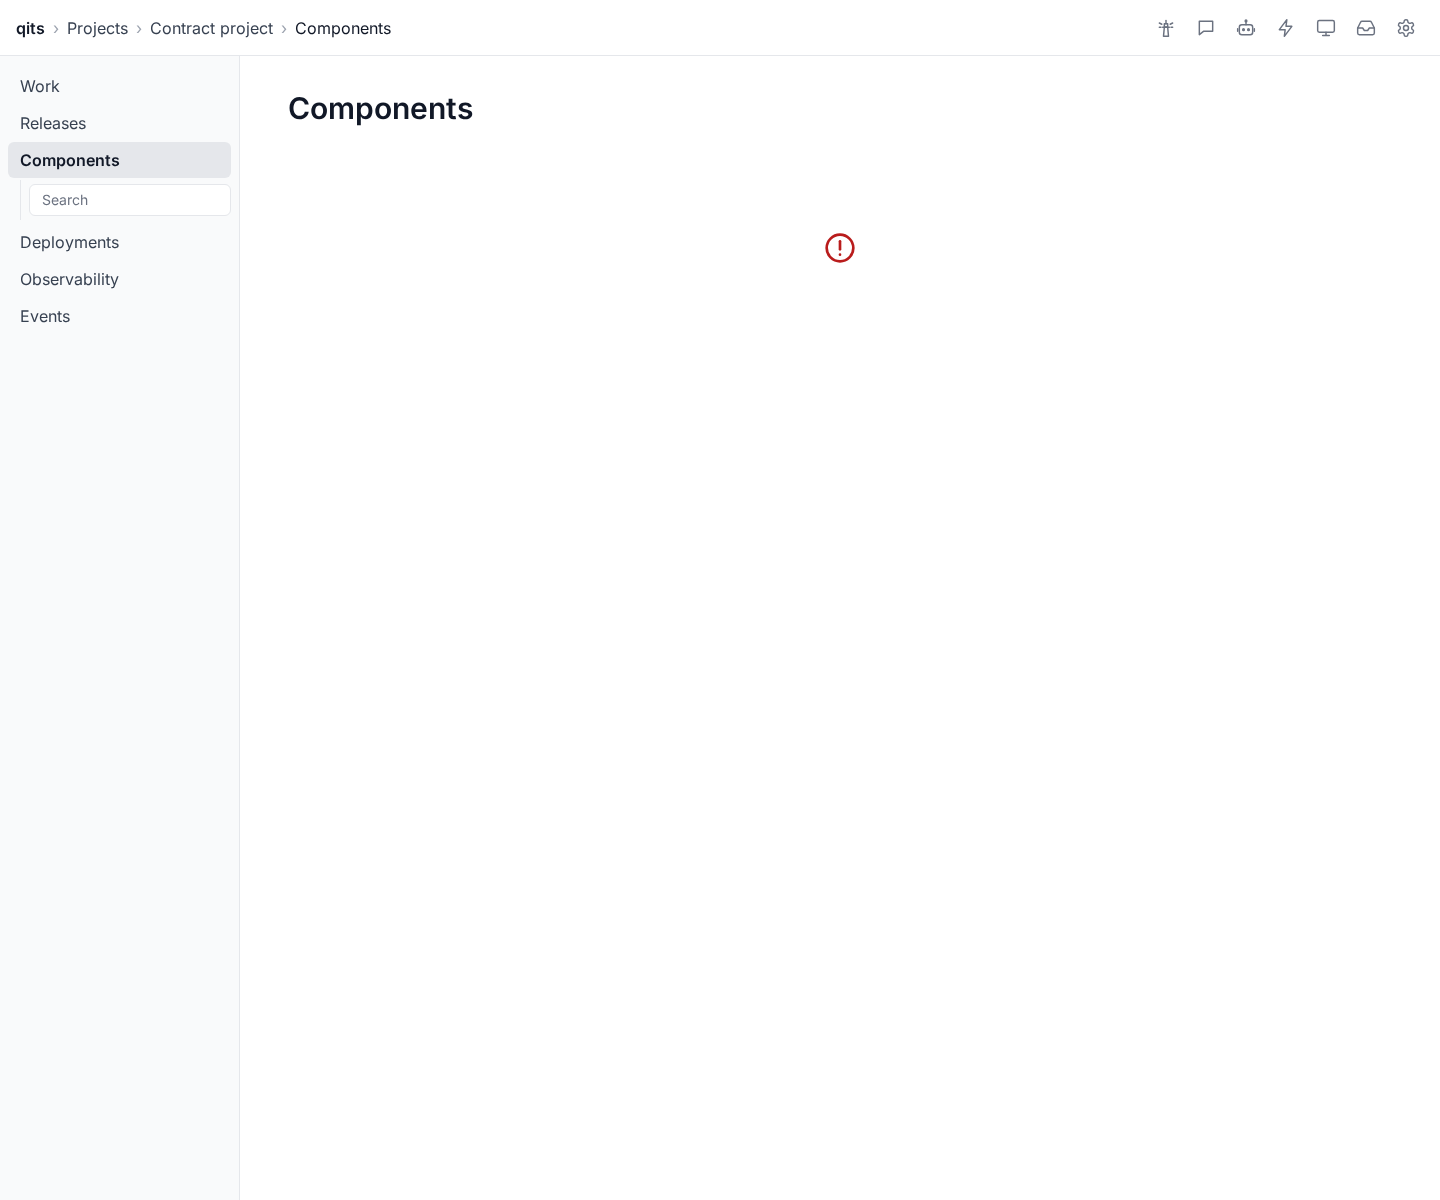 qits › Projects › Contract project › Components
Work
Releases
Components
Search
Deployments
Observability
Events
Components